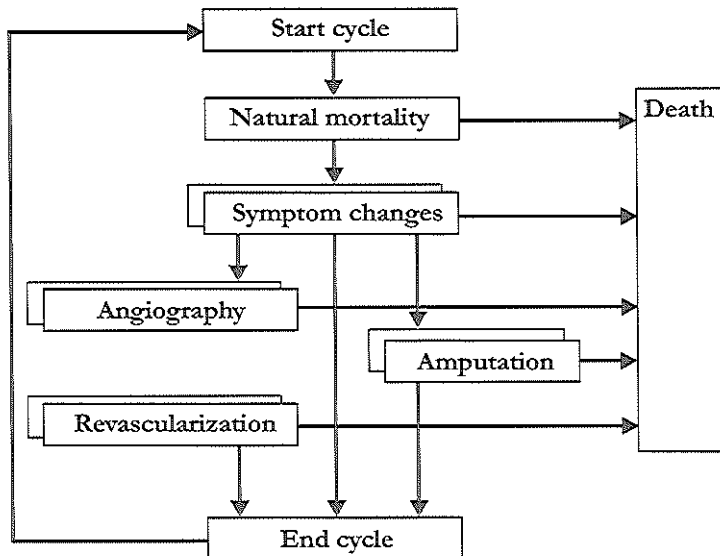 Start cycle
Natural mortality
Death
Symptom changes
Angiography
Amputation
Revascularization
End cycle